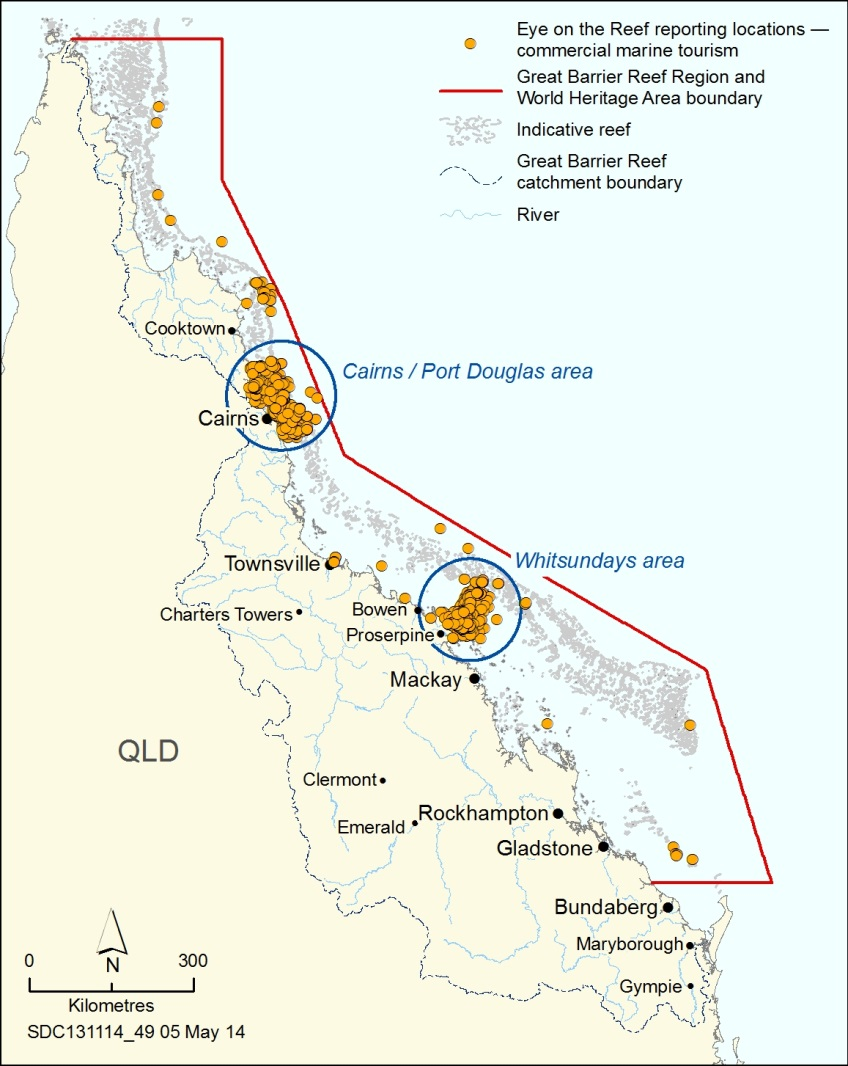 Eye on the Reef reporting locations —
commercial marine tourism
Great Barrier Reef Region and
World Heritage Area boundary
Indicative reef
Great Barrier Reef
catchment boundary
River
Cooktown
Cairns / Port Douglas area
Cairns
Whitsundays area
Townsville
Bowen
Charters Towers
Proserpine
Mackay
QLD
Clermont
Rockhampton
Emerald
Gladstone
Bundaberg
Maryborough
Gympie
0 300
N
Kilometres
SDC131114_49 05 May 14